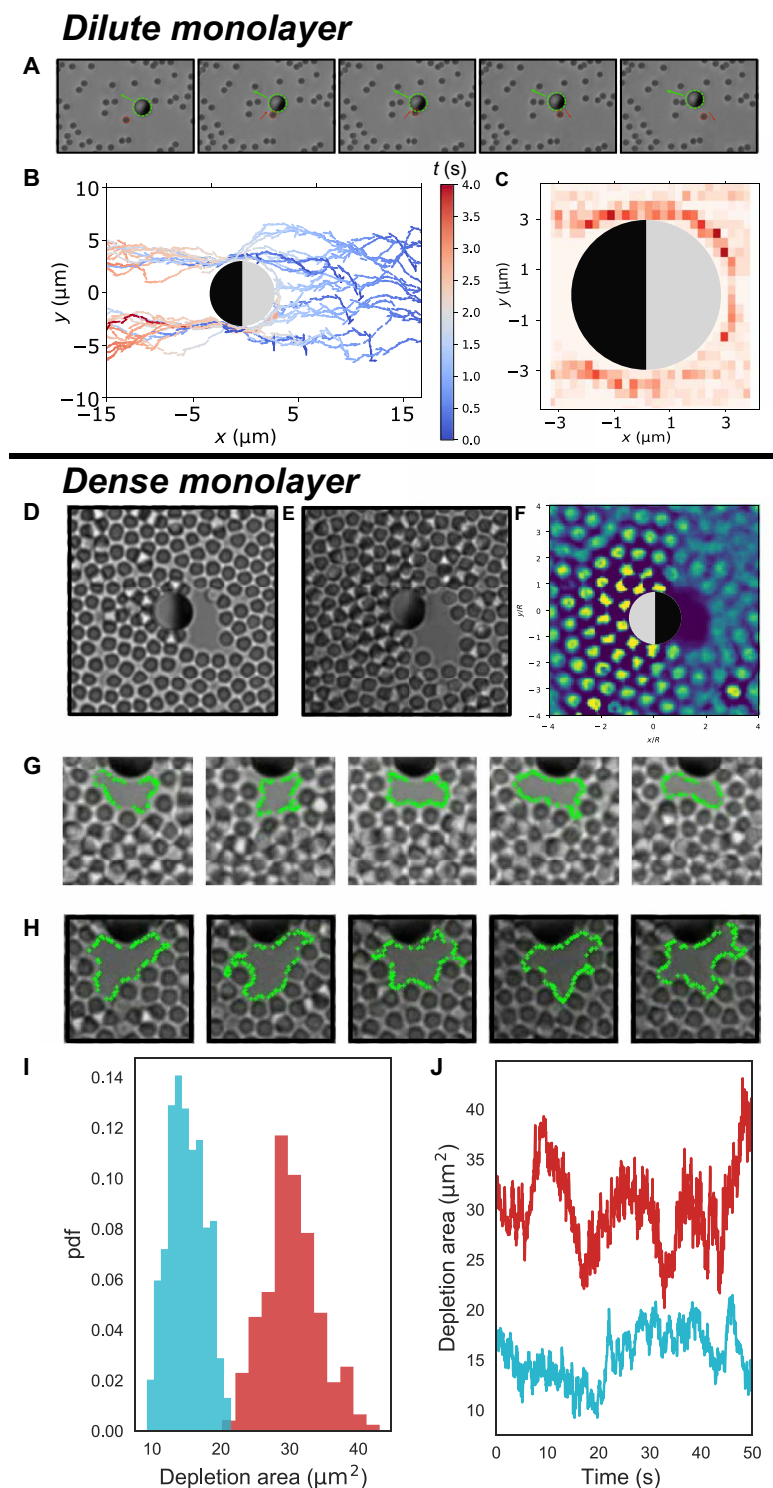 Dilute monolayer
A
B
t (s)
C
10
5
0
−5
−10
y (μm)
−15
−5
5
15
x (μm)
4.0
3.5
3.0
2.5
2.0
1.5
1.0
0.5
0.0
3
1
−1
−3
y (μm)
−3
−1
1
3
x (μm)
Dense monolayer
D
E
F
4
3
2
1
0
−1
−2
−3
−4
y/R
−4
−2
0
2
4
x/R
G
H
I
0.14
0.12
0.10
0.08
0.06
0.04
0.02
0.00
pdf
10
20
30
40
Depletion area (μm²)
J
40
35
30
25
20
15
10
Depletion area (μm²)
0
10
20
30
40
50
Time (s)